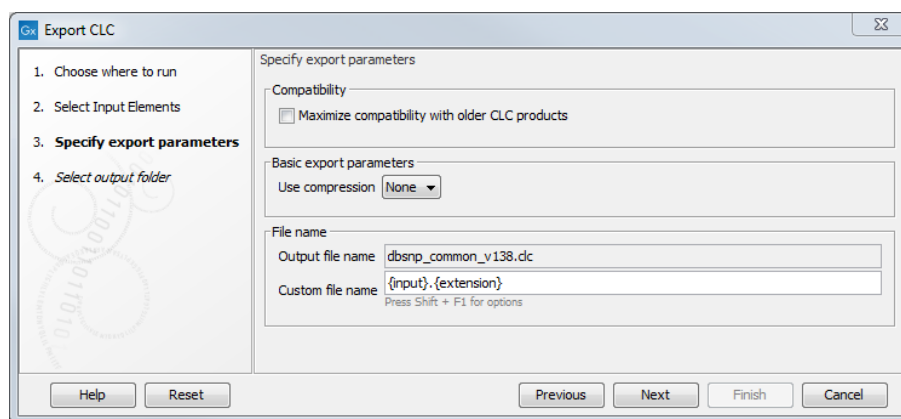 Gx Export CLC
1. Choose where to run
2. Select Input Elements
3. Specify export parameters
4. Select output folder
Specify export parameters
Compatibility
Maximize compatibility with older CLC products
Basic export parameters
Use compression None
File name
Output file name dbsnp_common_v138.clc
Custom file name {input}.{extension}
Press Shift + F1 for options
Help Reset Previous Next Finish Cancel